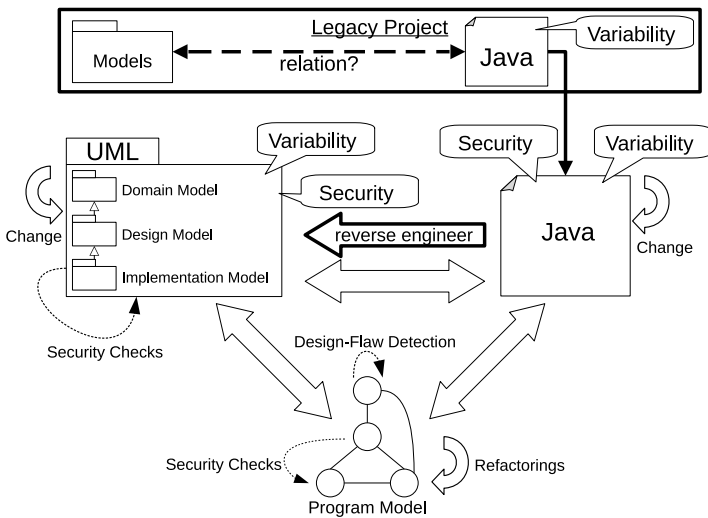 Legacy Project
Models
relation?
Java
Variability
UML
Variability
Security
Domain Model
Design Model
Implementation Model
Change
Security Checks
reverse engineer
Security
Variability
Java
Change
Design-Flaw Detection
Security Checks
Refactorings
Program Model